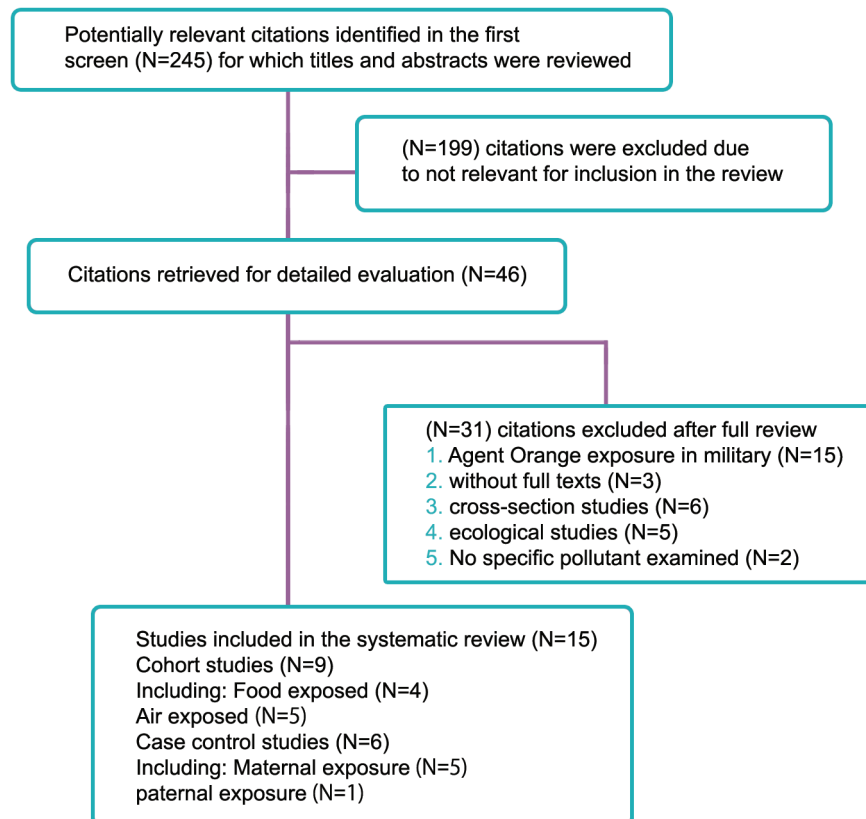 Potentially relevant citations identified in the first
screen (N=245) for which titles and abstracts were reviewed
(N=199) citations were excluded due
to not relevant for inclusion in the review
Citations retrieved for detailed evaluation (N=46)
(N=31) citations excluded after full review
1. Agent Orange exposure in military (N=15)
2. without full texts (N=3)
3. cross-section studies (N=6)
4. ecological studies (N=5)
5. No specific pollutant examined (N=2)
Studies included in the systematic review (N=15)
Cohort studies (N=9)
Including: Food exposed (N=4)
Air exposed (N=5)
Case control studies (N=6)
Including: Maternal exposure (N=5)
paternal exposure (N=1)